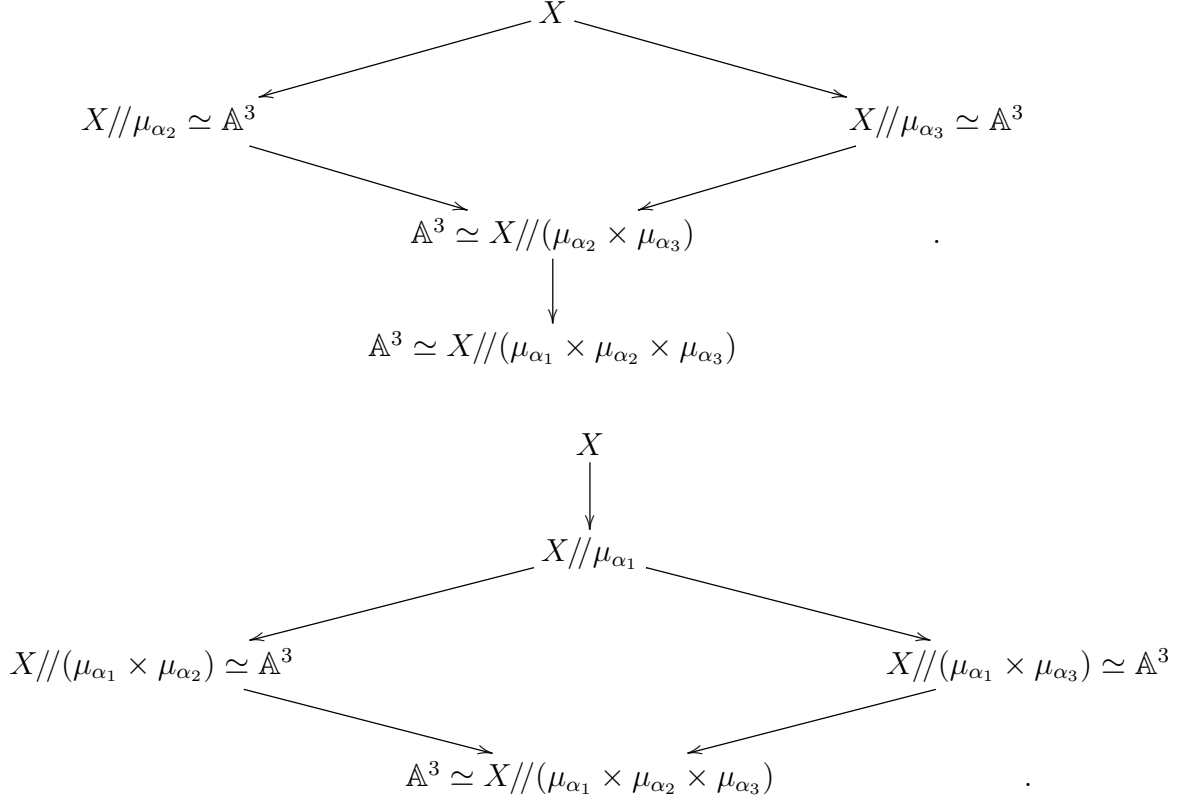 X
X//μ_{α_2} ≃ 𝔸^3 X//μ_{α_3} ≃ 𝔸^3
𝔸^3 ≃ X//(μ_{α_2} × μ_{α_3}) .
𝔸^3 ≃ X//(μ_{α_1} × μ_{α_2} × μ_{α_3})
X
X//μ_{α_1}
X//(μ_{α_1} × μ_{α_2}) ≃ 𝔸^3 X//(μ_{α_1} × μ_{α_3}) ≃ 𝔸^3
𝔸^3 ≃ X//(μ_{α_1} × μ_{α_2} × μ_{α_3}) .